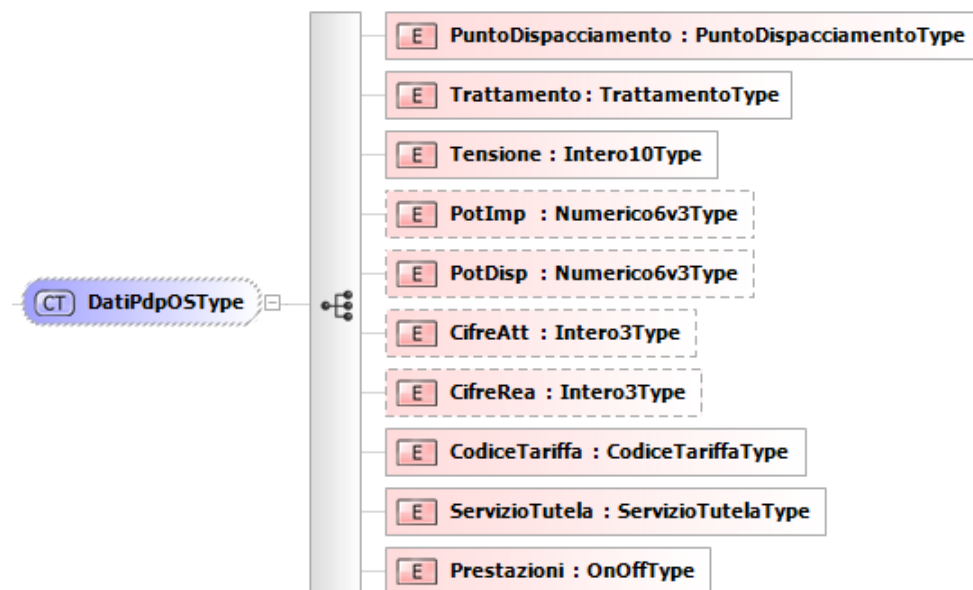 E PuntoDispacciamento : PuntoDispacciamentoType
E Trattamento : TrattamentoType
E Tensione : Intero10Type
E PotImp : Numerico6v3Type
E PotDisp : Numerico6v3Type
CT DatiPdpOSType
E CifreAtt : Intero3Type
E CifreRea : Intero3Type
E CodiceTariffa : CodiceTariffaType
E ServizioTutela : ServizioTutelaType
E Prestazioni : OnOffType